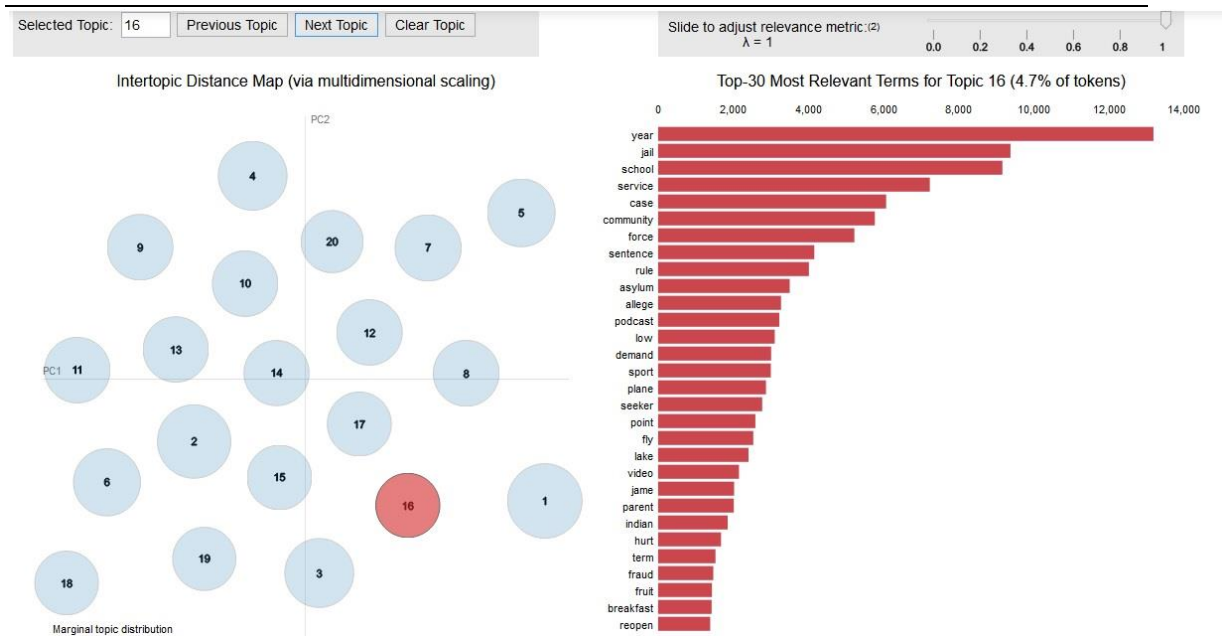 Selected Topic: 16 Previous Topic Next Topic Clear Topic
Slide to adjust relevance metric:(2)
λ = 1
0.0 0.2 0.4 0.6 0.8 1
Intertopic Distance Map (via multidimensional scaling)
PC2
4
5
20
9
7
10
12
13
PC1 11
14
8
17
2
15
6
16
1
19
3
18
Marginal topic distribution
Top-30 Most Relevant Terms for Topic 16 (4.7% of tokens)
0 2,000 4,000 6,000 8,000 10,000 12,000 14,000
year
jail
school
service
case
community
force
sentence
rule
asylum
allege
podcast
low
demand
sport
plane
seeker
point
fly
lake
video
jame
parent
indian
hurt
term
fraud
fruit
breakfast
reopen